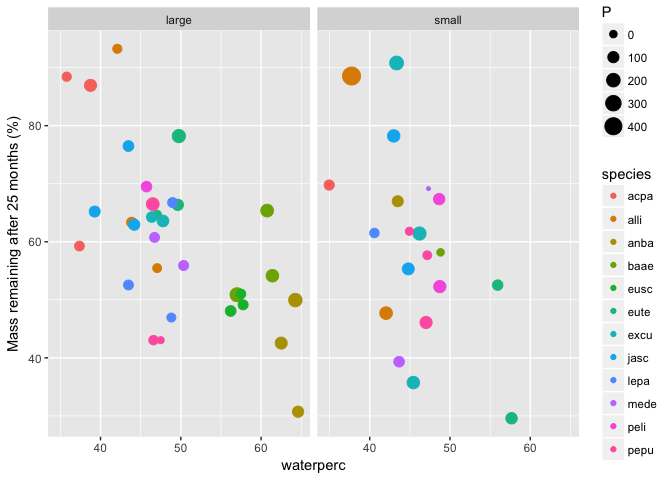 large
small
Mass remaining after 25 months (%)
80
60
40
40
50
60
40
50
60
waterperc
P
0
100
200
300
400
species
acpa
alli
anba
baae
eusc
eute
excu
jasc
lepa
mede
peli
pepu